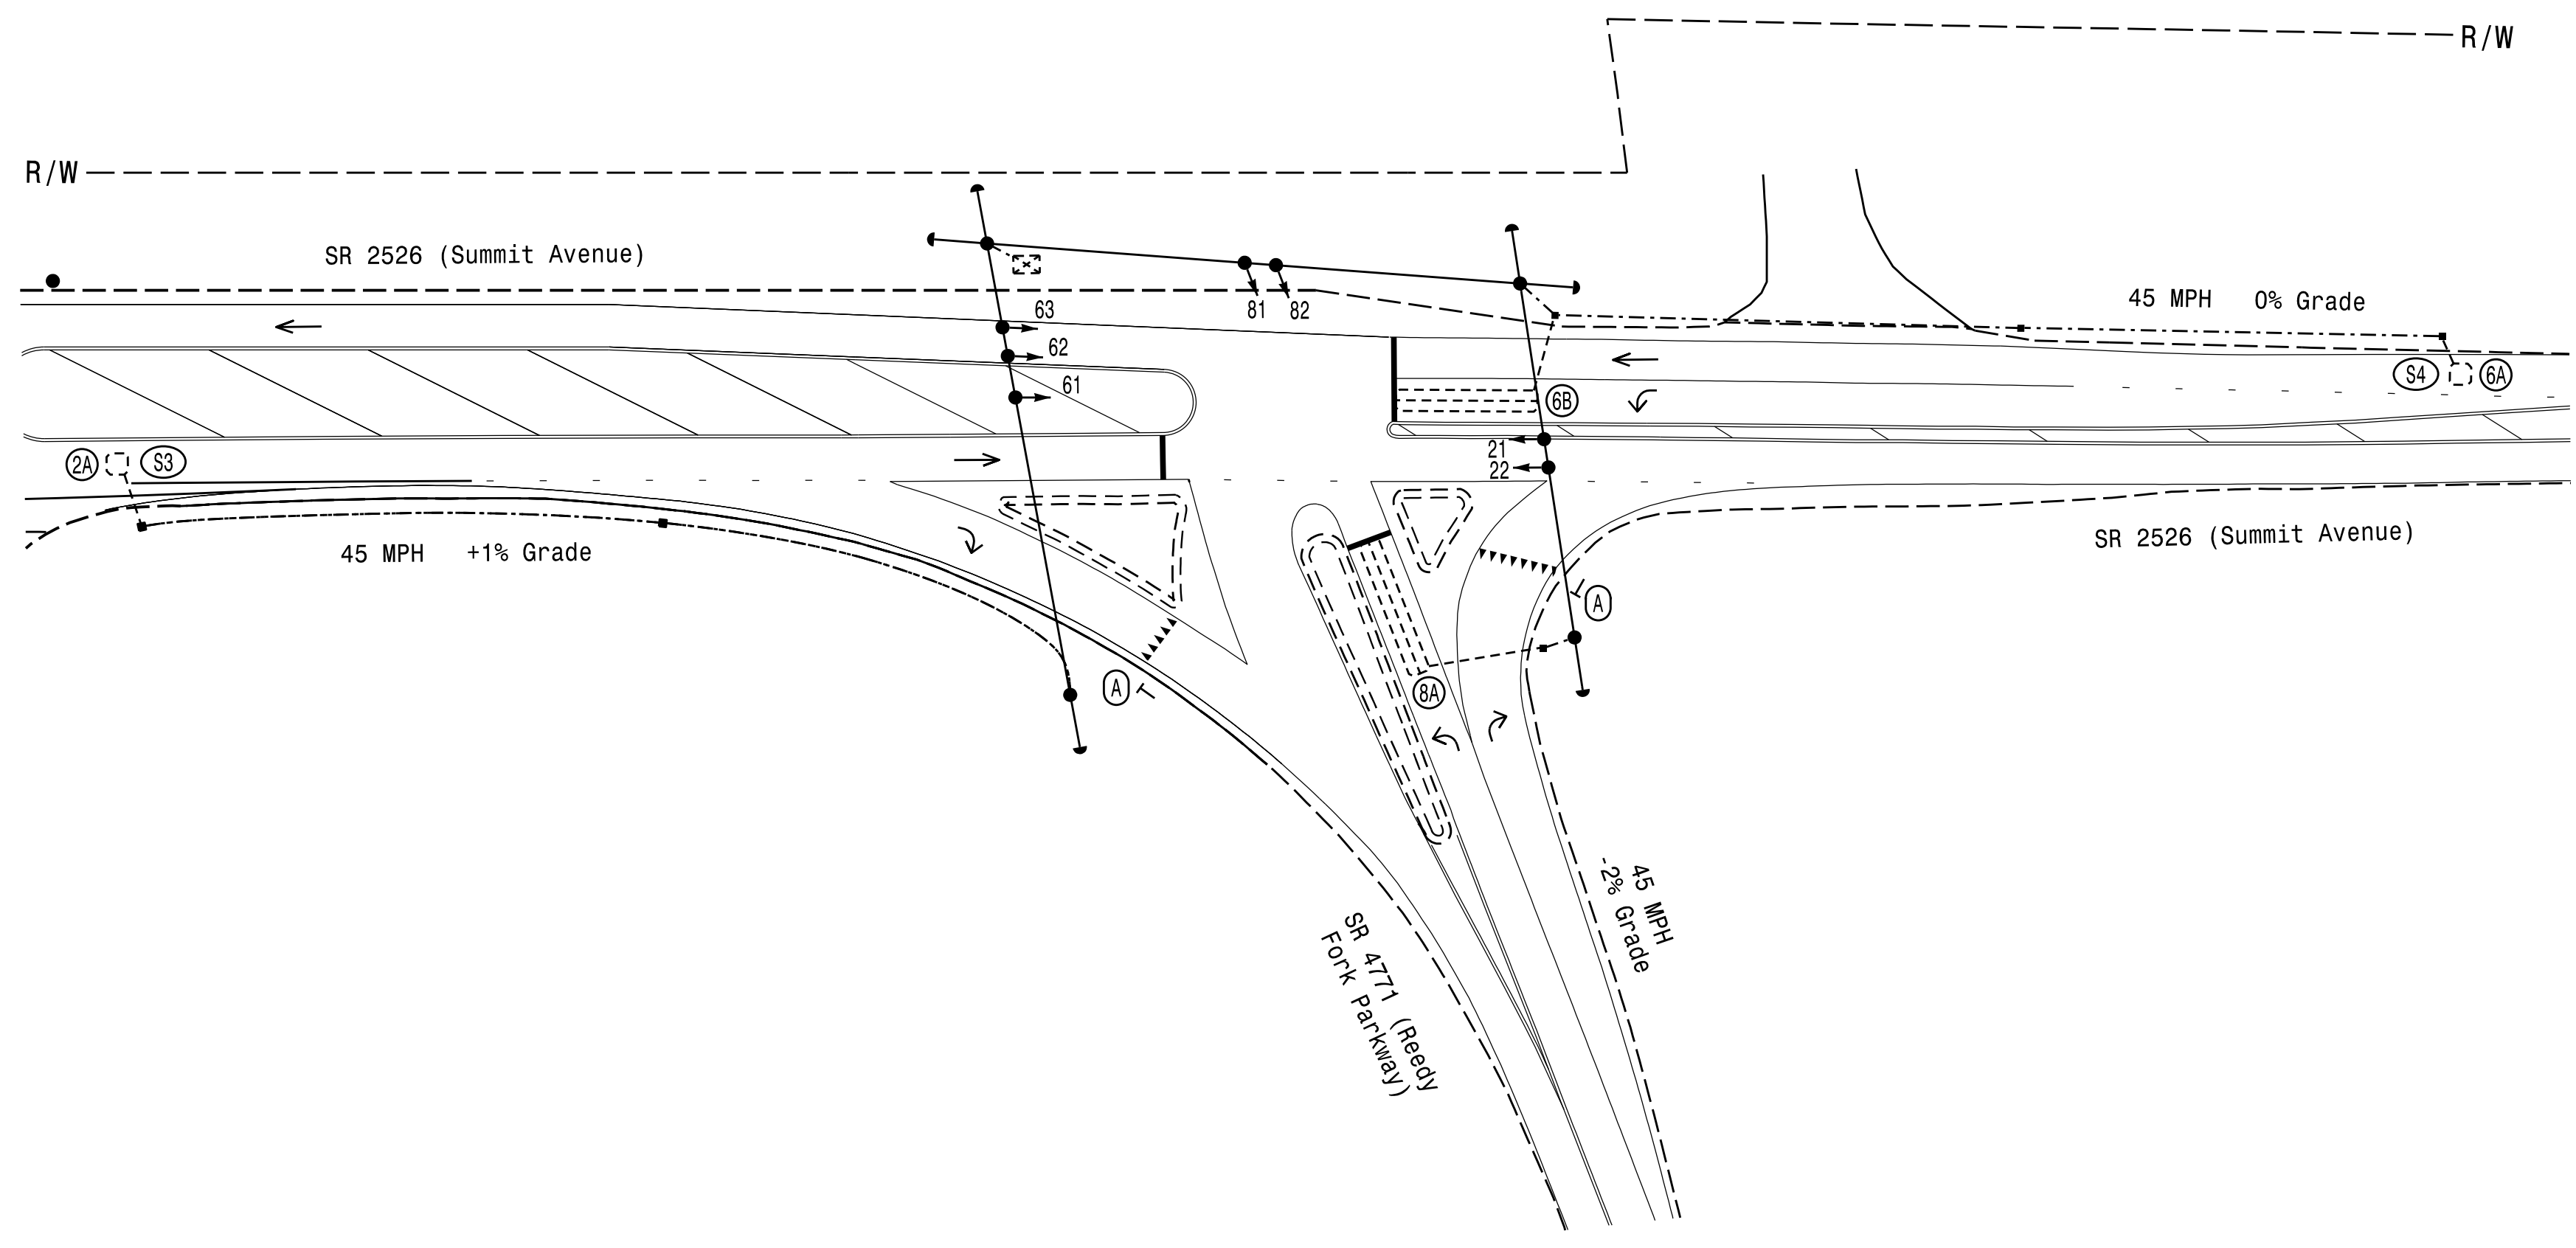 R/W
R/W
SR 2526 (Summit Avenue)
63
81
82
45 MPH 0% Grade
62
61
S4
6A
6B
21
22
2A
S3
45 MPH +1% Grade
SR 2526 (Summit Avenue)
A
A
8A
45 MPH
-2% Grade
SR 4771 (Reedy
Fork Parkway)